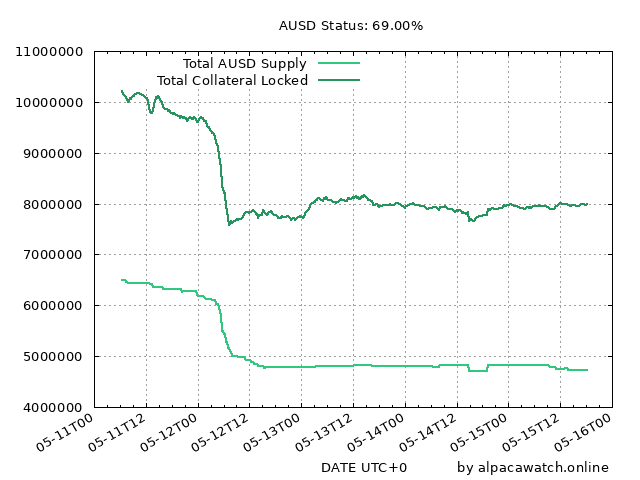 AUSD Status: 69.00%
Total AUSD Supply
Total Collateral Locked
11000000
10000000
9000000
8000000
7000000
6000000
5000000
4000000
05-11T00
05-11T12
05-12T00
05-12T12
05-13T00
05-13T12
05-14T00
05-14T12
05-15T00
05-15T12
05-16T00
DATE UTC+0
by alpacawatch.online